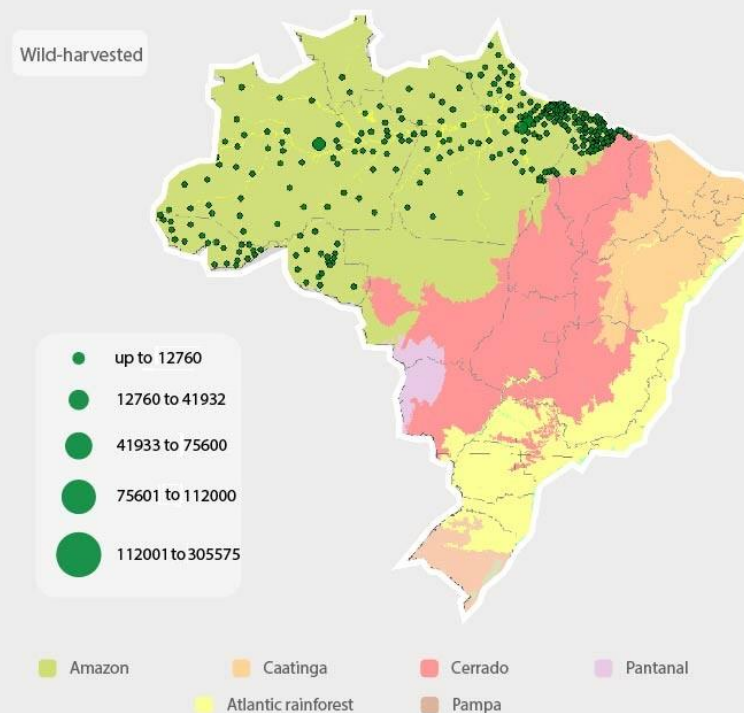 Wild-harvested
up to 12760
12760 to 41932
41933 to 75600
75601 to 112000
112001 to 305575
Amazon
Caatinga
Cerrado
Pantanal
Atlantic rainforest
Pampa